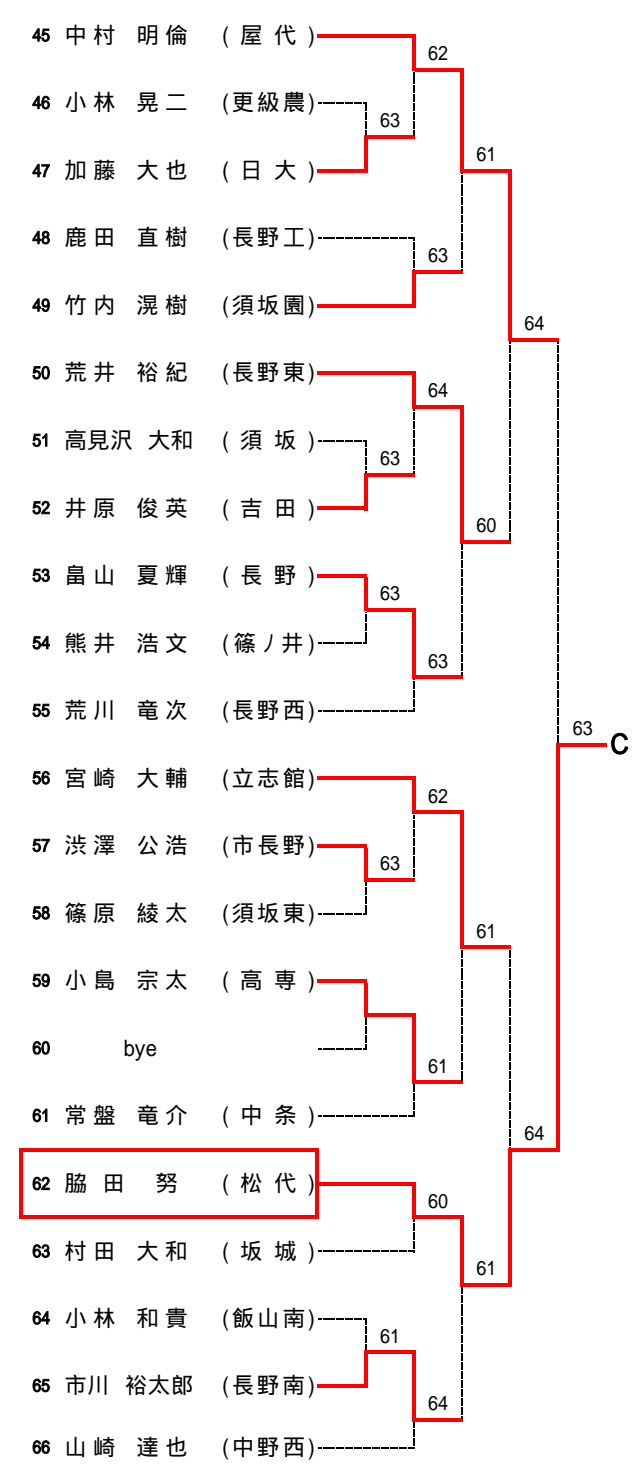 45 中村 明倫 (屋代)
62
46 小林 晃二 (更級農)
63
47 加藤 大也 (日大)
61
48 鹿田 直樹 (長野工)
63
49 竹内 滉樹 (須坂園)
64
50 荒井 裕紀 (長野東)
64
51 高見沢 大和 (須坂)
63
52 井原 俊英 (吉田)
60
53 畠山 夏輝 (長野)
63
54 熊井 浩文 (篠ノ井)
63
55 荒川 竜次 (長野西)
63 C
56 宮崎 大輔 (立志館)
62
57 渋澤 公浩 (市長野)
63
58 篠原 綾太 (須坂東)
61
59 小島 宗太 (高専)
60 bye
61
61 常盤 竜介 (中条)
64
62 脇田 努 (松代)
60
63 村田 大和 (坂城)
61
64 小林 和貴 (飯山南)
61
65 市川 裕太郎 (長野南)
64
66 山崎 達也 (中野西)